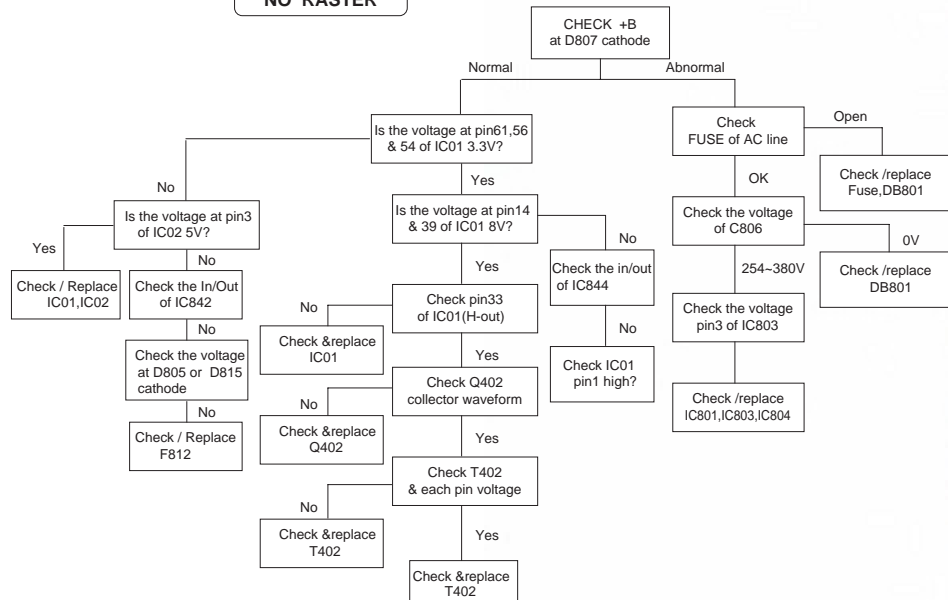 NO RASTER
CHECK +B
at D807 cathode
Normal
Abnormal
Is the voltage at pin61,56
& 54 of IC01 3.3V?
Check
FUSE of AC line
Open
Check /replace
Fuse,DB801
No
Yes
OK
Is the voltage at pin3
of IC02 5V?
Is the voltage at pin14
& 39 of IC01 8V?
Check the voltage
of C806
Yes
No
No
0V
Check / Replace
IC01,IC02
Check the In/Out
of IC842
Yes
Check the in/out
of IC844
254~380V
Check /replace
DB801
No
Check pin33
of IC01(H-out)
Check the voltage
pin3 of IC803
No
Check &replace
IC01
No
Check the voltage
at D805 or D815
cathode
Yes
Check IC01
pin1 high?
Check Q402
collector waveform
Check /replace
IC801,IC803,IC804
No
No
Check / Replace
F812
Check &replace
Q402
Yes
Check T402
& each pin voltage
No
Check &replace
T402
Yes
Check &replace
T402